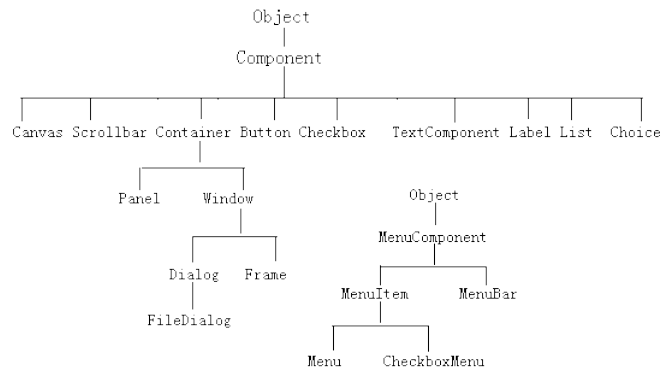 Object
Component
Canvas Scrollbar Container Button Checkbox TextComponent Label List Choice
Panel Window
Dialog Frame
FileDialog
Object
MenuComponent
MenuItem MenuBar
Menu CheckboxMenu